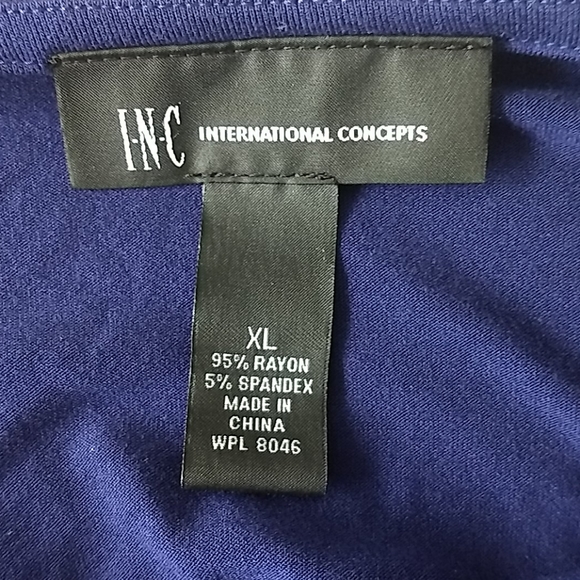 I·N·C INTERNATIONAL CONCEPTS
XL
95% RAYON
5% SPANDEX
MADE IN
CHINA
WPL 8046